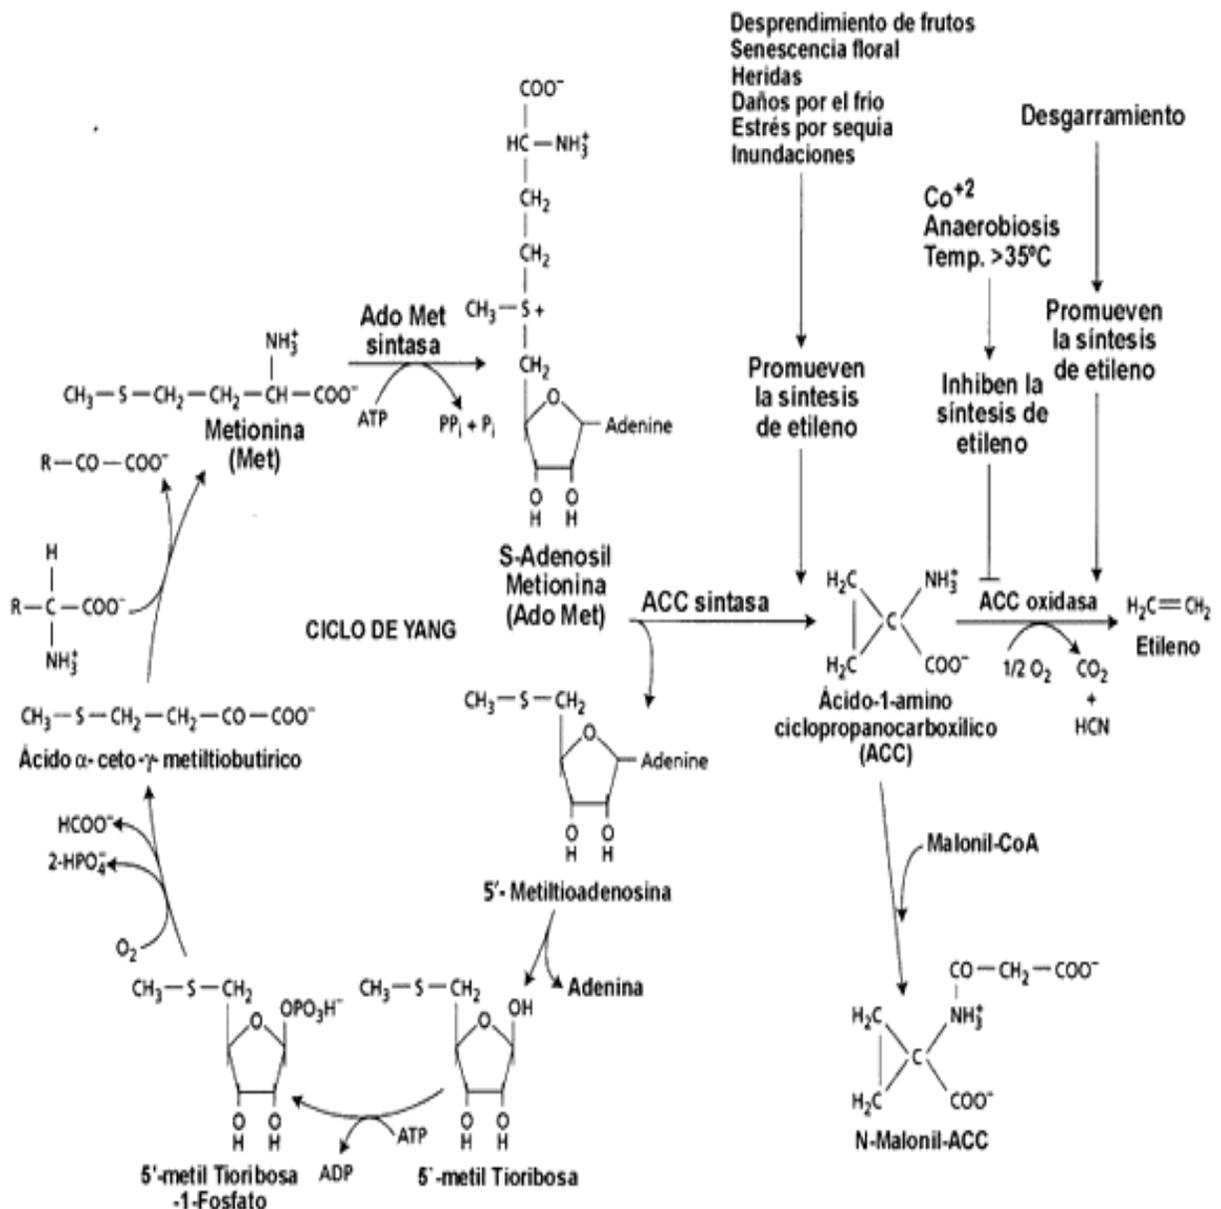 Desprendimiento de frutos
Senescencia floral
Heridas
Daños por el frio
Estrés por sequia
Inundaciones
Desgarramiento
Co+2
Anaerobiosis
Temp. >35ºC
Promueven
la síntesis
de etileno
Inhiben la
síntesis de
etileno
Promueven
la síntesis
de etileno
COO⁻
HC — NH₃⁺
CH₂
CH₂
CH₃ — S +
CH₂
O
Adenine
O O
H H
S-Adenosil
Metionina
(Ado Met)
Ado Met
sintasa
ATP
PPi + Pi
NH₃⁺
CH₃ — S — CH₂ — CH₂ — CH — COO⁻
Metionina
(Met)
R — CO — COO⁻
H
R — C — COO⁻
NH₃⁺
CICLO DE YANG
ACC sintasa
H₂C NH₃⁺
C
H₂C COO⁻
Ácido-1-amino
ciclopropanocarboxílico
(ACC)
ACC oxidasa
1/2 O₂
CO₂
+
HCN
H₂C = CH₂
Etileno
CH₃ — S — CH₂ — CH₂ — CO — COO⁻
Ácido α- ceto -γ- metiltiobutírico
HCOO⁻
2-HPO₄⁻
O₂
CH₃ — S — CH₂
O
Adenine
O O
H H
5′- Metiltioadenosina
Adenina
Malonil-CoA
CH₃ — S — CH₂
OPO₃H⁻
O
O O
H H
5'-metil Tioribosa
-1-Fosfato
ATP
ADP
CH₃ — S — CH₂
OH
O
O O
H H
5`-metil Tioribosa
CO — CH₂ — COO⁻
H₂C NH₃⁺
C
H₂C COO⁻
N-Malonil-ACC